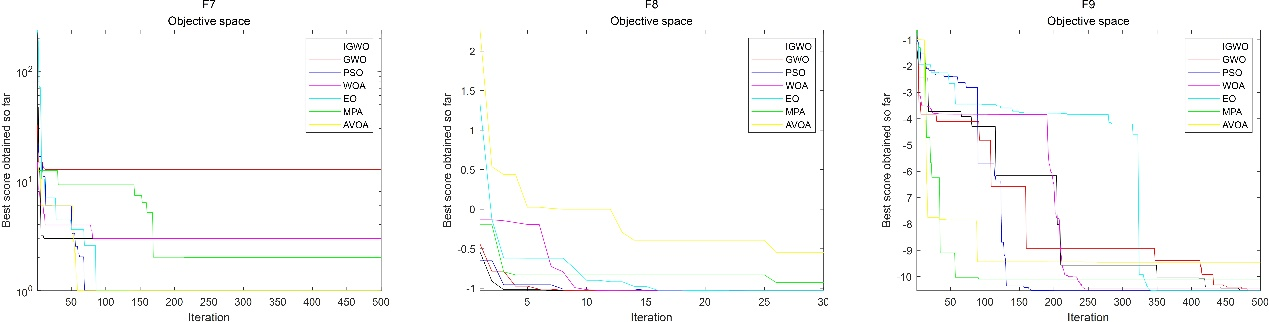 F7
Objective space
Best score obtained so far
10^2
10^1
10^0
50 100 150 200 250 300 350 400 450 500
Iteration
IGWO
GWO
PSO
WOA
EO
MPA
AVOA
F8
Objective space
Best score obtained so far
2
1.5
1
0.5
0
-0.5
-1
5 10 15 20 25 30
Iteration
IGWO
GWO
PSO
WOA
EO
MPA
AVOA
F9
Objective space
Best score obtained so far
-1
-2
-3
-4
-5
-6
-7
-8
-9
-10
50 100 150 200 250 300 350 400 450 500
Iteration
IGWO
GWO
PSO
WOA
EO
MPA
AVOA